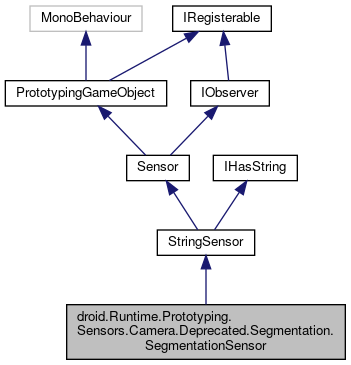 MonoBehaviour
IRegisterable
PrototypingGameObject
IObserver
Sensor
IHasString
StringSensor
droid.Runtime.Prototyping.
Sensors.Camera.Deprecated.Segmentation.
SegmentationSensor